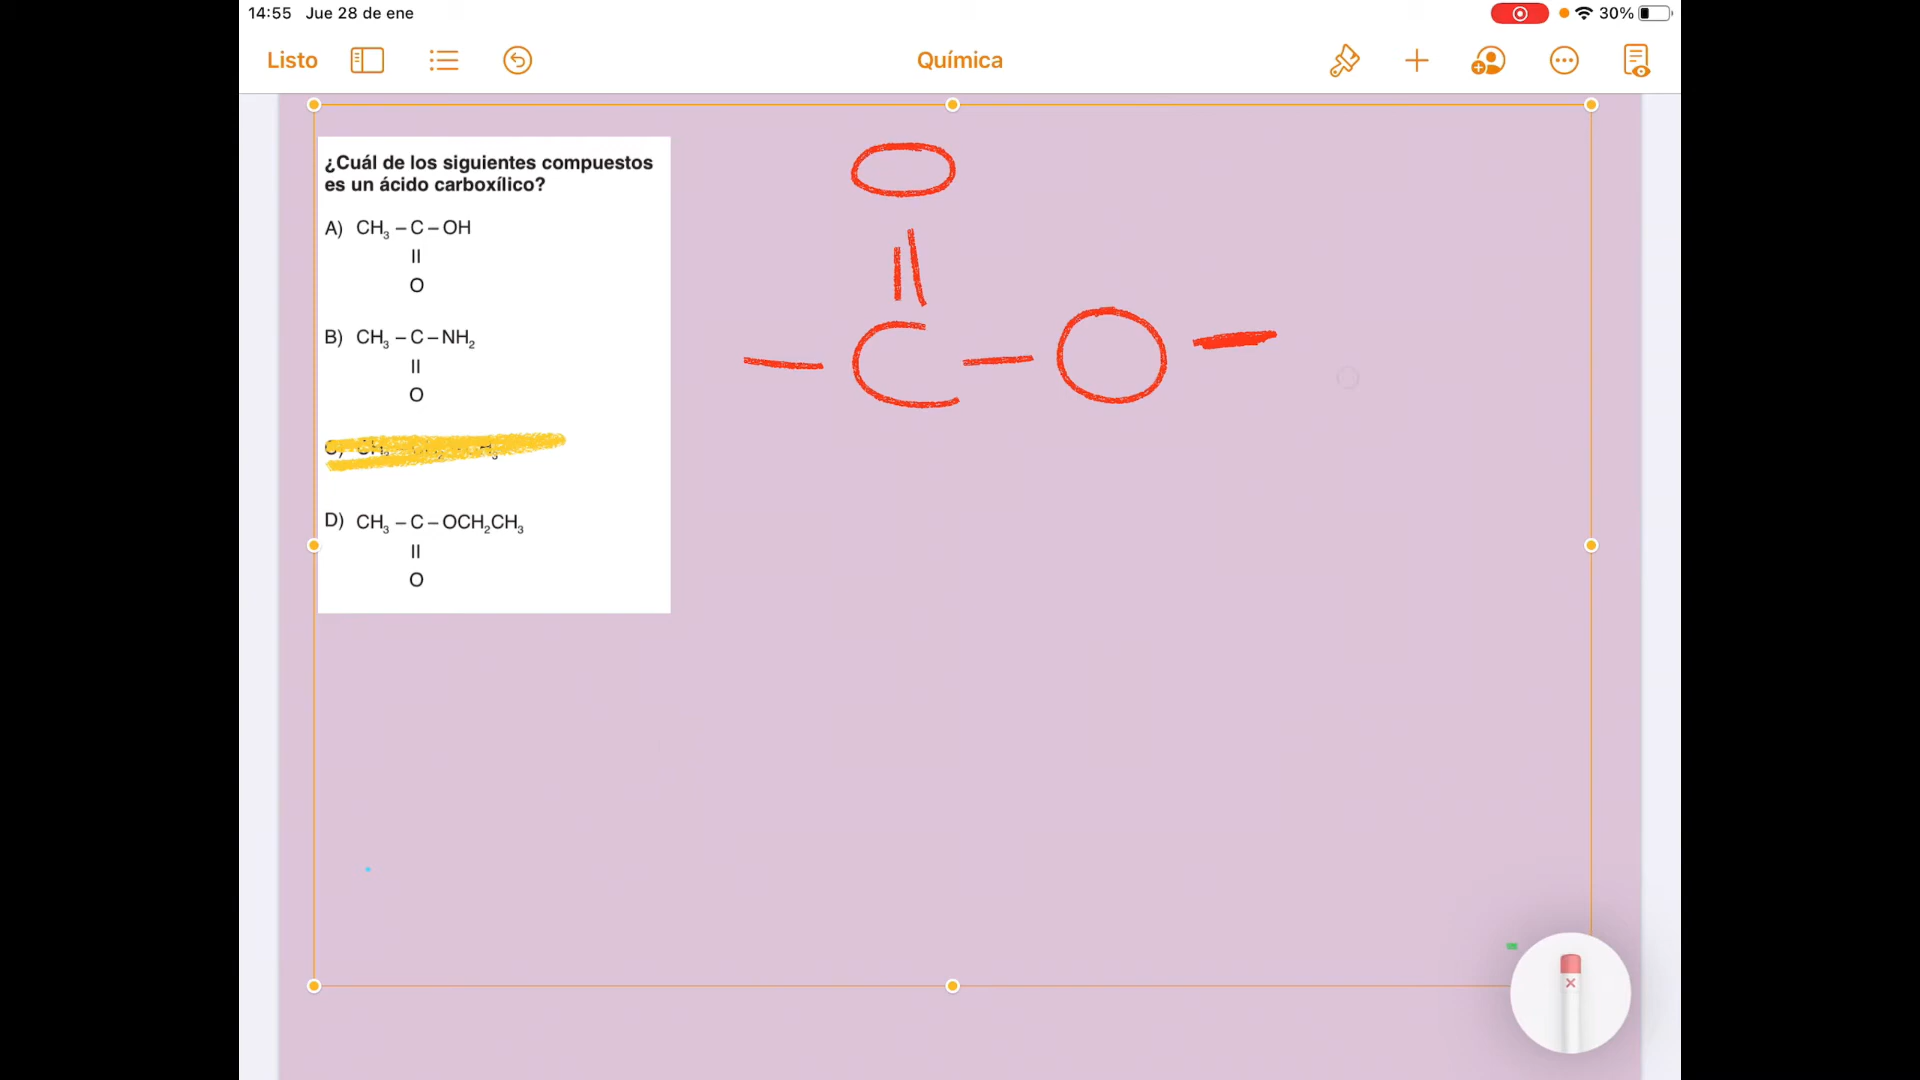 14:55 Jue 28 de ene
30%
Listo
Química
¿Cuál de los siguientes compuestos
es un ácido carboxílico?
A) CH₃ – C – OH
||
O
B) CH₃ – C – NH₂
||
O
D) CH₃ – C – OCH₂CH₃
||
O
O
||
– C – O –